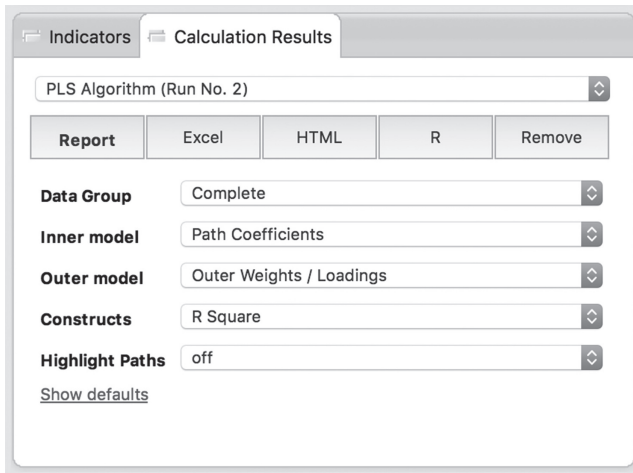 Indicators Calculation Results
PLS Algorithm (Run No. 2)
Report Excel HTML R Remove
Data Group Complete
Inner model Path Coefficients
Outer model Outer Weights / Loadings
Constructs R Square
Highlight Paths off
Show defaults